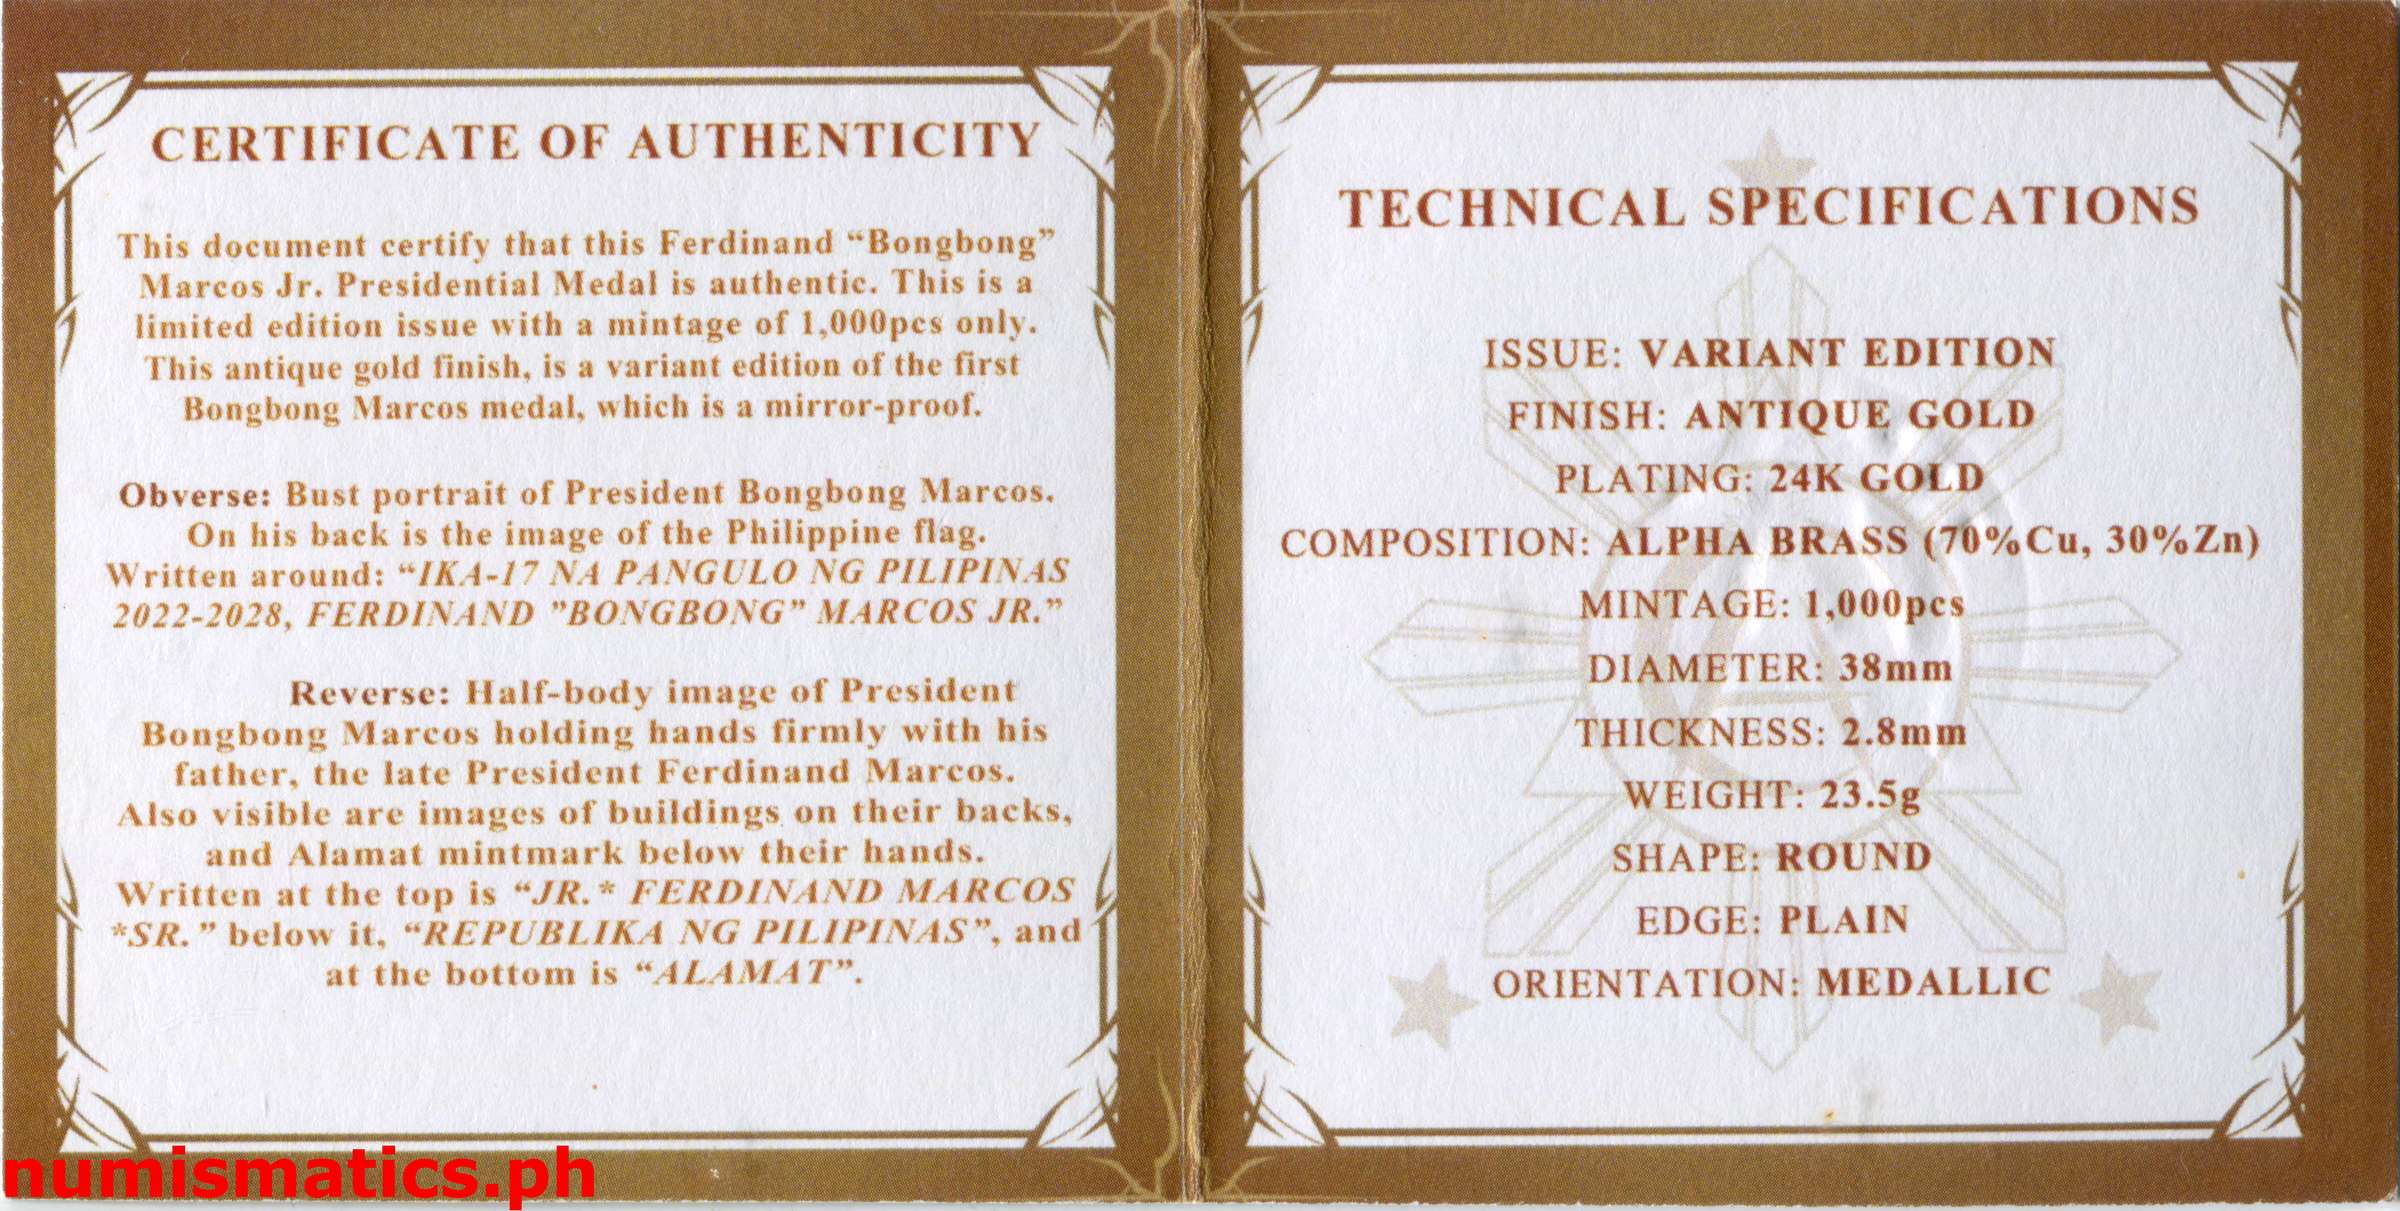 CERTIFICATE OF AUTHENTICITY
This document certify that this Ferdinand “Bongbong”
Marcos Jr. Presidential Medal is authentic. This is a
limited edition issue with a mintage of 1,000pcs only.
This antique gold finish, is a variant edition of the first
Bongbong Marcos medal, which is a mirror-proof.
Obverse: Bust portrait of President Bongbong Marcos.
On his back is the image of the Philippine flag.
Written around: “IKA-17 NA PANGULO NG PILIPINAS
2022-2028, FERDINAND ”BONGBONG” MARCOS JR.”
Reverse: Half-body image of President
Bongbong Marcos holding hands firmly with his
father, the late President Ferdinand Marcos.
Also visible are images of buildings on their backs,
and Alamat mintmark below their hands.
Written at the top is “JR.* FERDINAND MARCOS
*SR.” below it, “REPUBLIKA NG PILIPINAS”, and
at the bottom is “ALAMAT”.
TECHNICAL SPECIFICATIONS
ISSUE: VARIANT EDITION
FINISH: ANTIQUE GOLD
PLATING: 24K GOLD
COMPOSITION: ALPHA BRASS (70%Cu, 30%Zn)
MINTAGE: 1,000pcs
DIAMETER: 38mm
THICKNESS: 2.8mm
WEIGHT: 23.5g
SHAPE: ROUND
EDGE: PLAIN
ORIENTATION: MEDALLIC
numismatics.ph